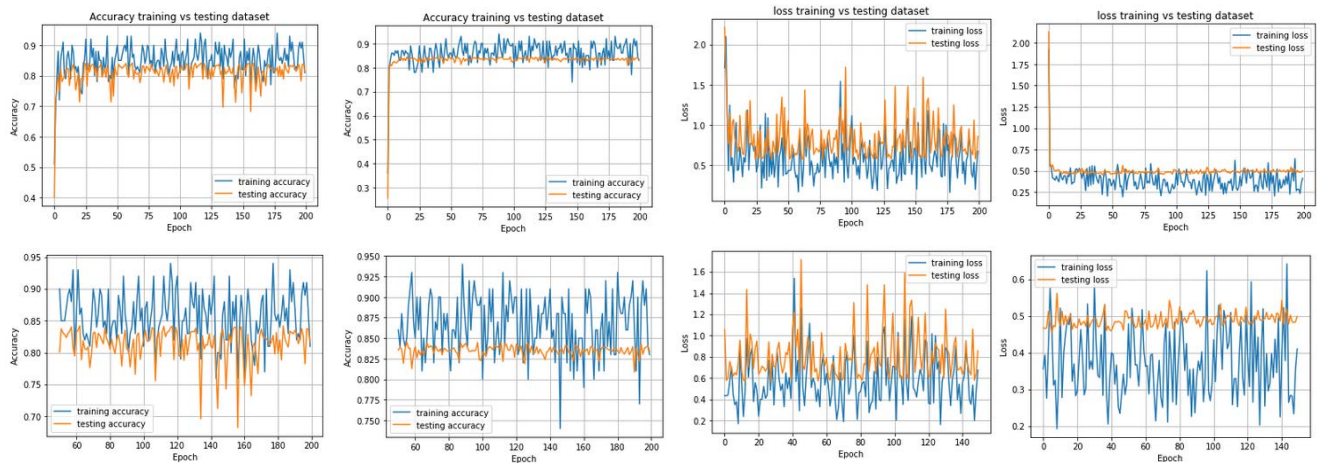 Accuracy training vs testing dataset
0.9
0.8
0.7
0.6
0.5
0.4
Accuracy
training accuracy
testing accuracy
0 25 50 75 100 125 150 175 200
Epoch
Accuracy training vs testing dataset
0.9
0.8
0.7
0.6
0.5
0.4
0.3
Accuracy
training accuracy
testing accuracy
0 25 50 75 100 125 150 175 200
Epoch
loss training vs testing dataset
training loss
testing loss
2.0
1.5
1.0
0.5
Loss
0 25 50 75 100 125 150 175 200
Epoch
loss training vs testing dataset
training loss
testing loss
2.00
1.75
1.50
1.25
1.00
0.75
0.50
0.25
Loss
0 25 50 75 100 125 150 175 200
Epoch
0.95
0.90
0.85
0.80
0.75
0.70
Accuracy
training accuracy
testing accuracy
60 80 100 120 140 160 180 200
Epoch
0.950
0.925
0.900
0.875
0.850
0.825
0.800
0.775
0.750
Accuracy
training accuracy
testing accuracy
60 80 100 120 140 160 180 200
Epoch
training loss
testing loss
1.6
1.4
1.2
1.0
0.8
0.6
0.4
0.2
Loss
0 20 40 60 80 100 120 140
Epoch
training loss
testing loss
0.6
0.5
0.4
0.3
0.2
Loss
0 20 40 60 80 100 120 140
Epoch